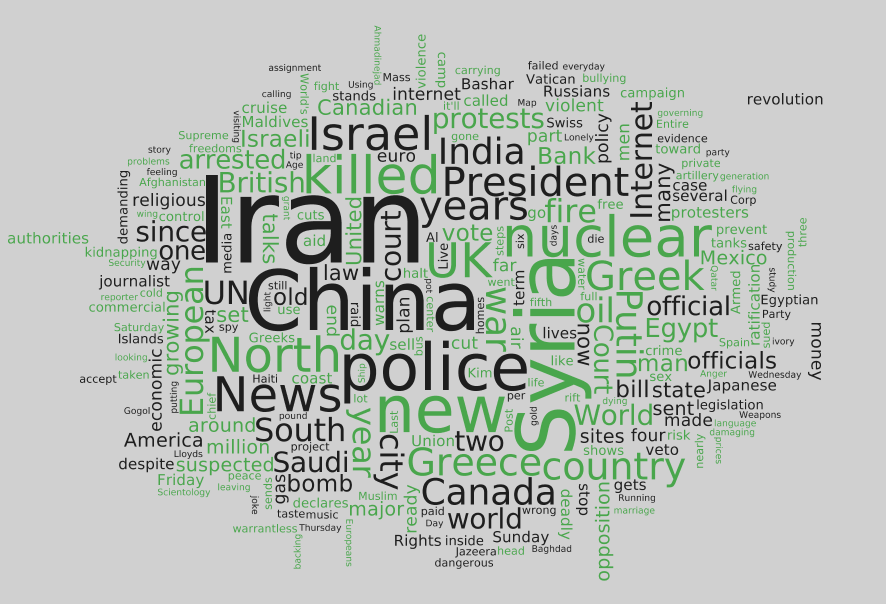 Ahmadinejad
violence
camp
assignment
Using
Mass
carrying
failed
everyday
Vatican
bullying
World's
fight
calling
stands
internet
Bashar
Russians
campaign
cruise
Canadian
it'll
called
Map
violent
revolution
visiting
Maldives
Israel
protests
Swiss
policy
men
Internet
governing
Entire
Supreme
freedoms
Israeli
gone
part
Lonely
evidence
story
arrested
tip
Age
land
euro
India
Bank
toward
party
problems
feeling
killed
many
private
Afghanistan
British
President
case
artillery
generation
demanding
religious
Iran
grant
cuts
United
court
years
go
fire
free
several
flying
Corp
wing
control
East
talks
protesters
three
authorities
since
aid
Al
vote
steps
six
nuclear
days
die
prevent
tanks
safety
production
kidnapping
one
media
law
Live
UK
far
Mexico
Security
way
China
halt
went
term
Syria
water
Greek
Qatar
Armed
study
journalist
reporter
cold
UN
still
light
old
warns
plan
pot
center
homes
war
fifth
full
oil
Putin
official
ratification
Egyptian
Party
commercial
growing
European
tax
set
use
end
raid
air
lives
now
Court
Egypt
sued
Saturday
spy
Greeks
day
sell
bus
cut
Spain
ivory
money
Islands
North
police
like
crime
man
officials
looking
economic
Haiti
coast
ship
Kim
life
sex
Anger
Wednesday
accept
taken
putting
chief
News
lot
new
per
rift
bill
state
Japanese
Gogol
pound
Last
Post
gold
dying
World
sent
legislation
Weapons
around
South
year
made
language
damaging
America
million
project
city
Union
two
sites
four
risk
nearly
prices
Lloyds
despite
suspected
Saudi
Greece
country
shows
veto
peace
Friday
gas
bomb
Canada
stop
gets
Scientology
leaving
sends
Muslim
ready
deadly
opposition
Running
joke
declares
major
paid
wrong
marriage
taste
music
Day
world
warrantless
Thursday
Europeans
Rights
inside
Sunday
backing
Jazeera
head
Baghdad
dangerous